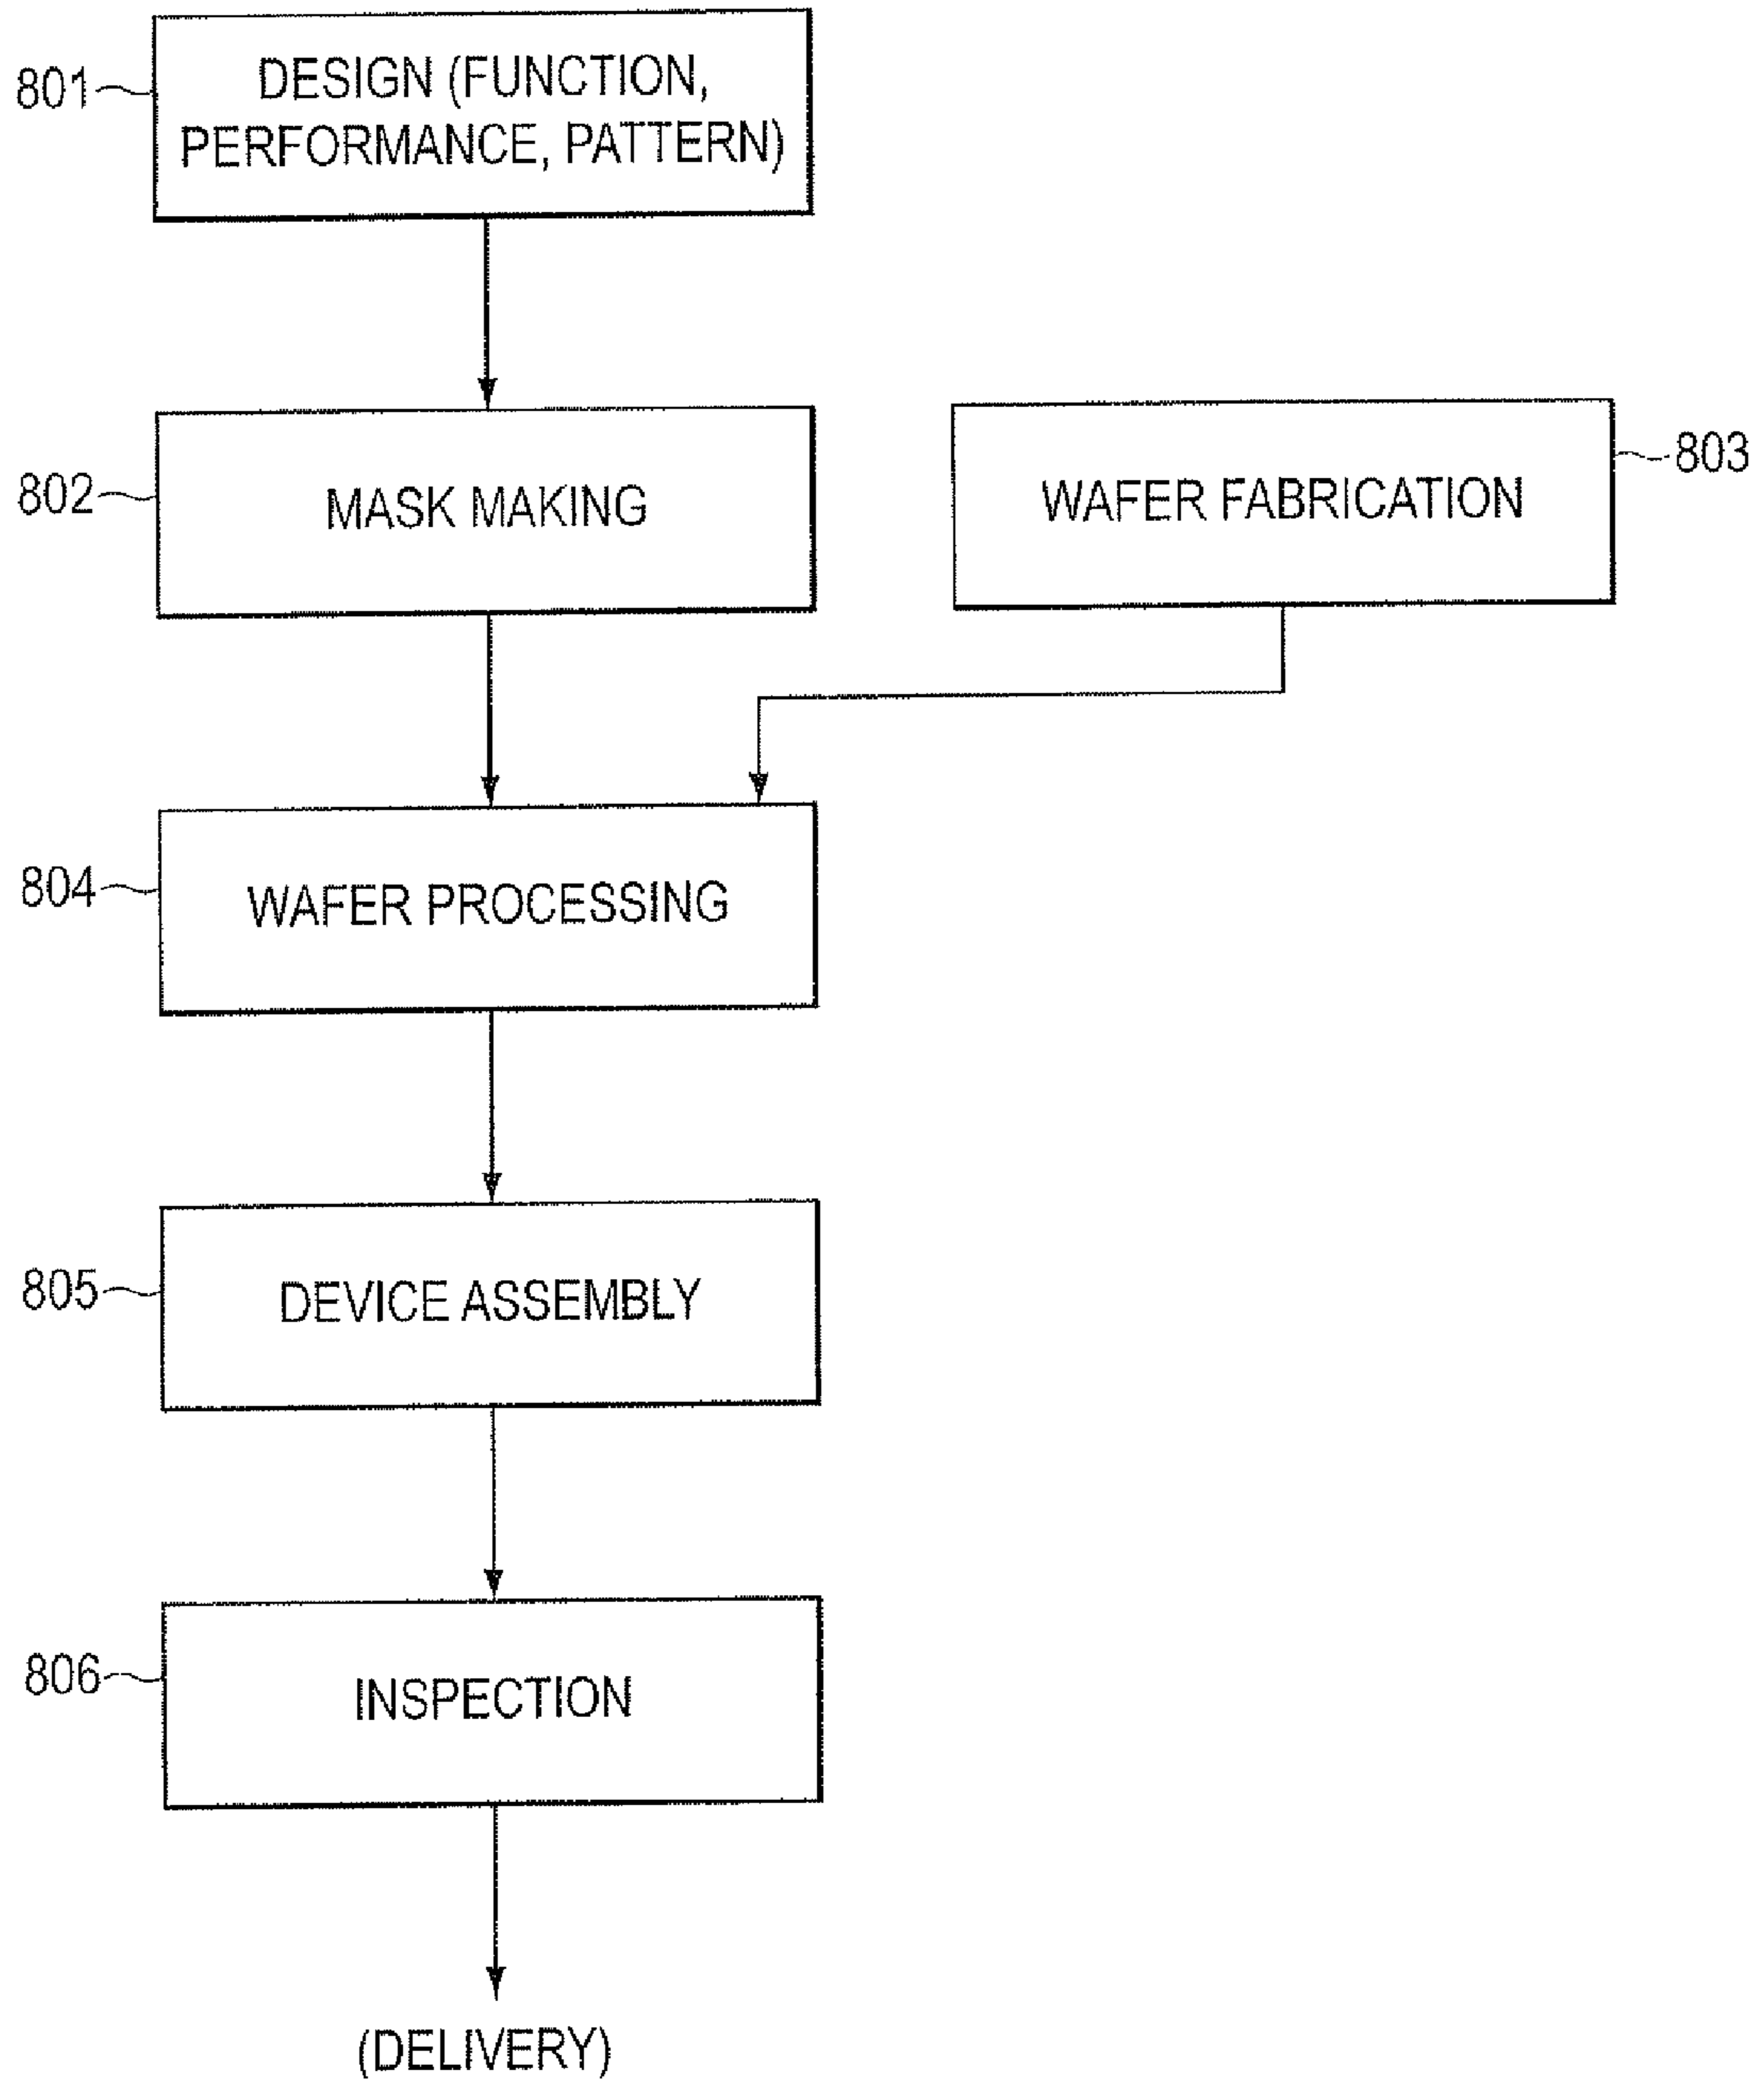 801
DESIGN (FUNCTION,
PERFORMANCE, PATTERN)
802
MASK MAKING
WAFER FABRICATION
803
804
WAFER PROCESSING
805
DEVICE ASSEMBLY
806
INSPECTION
(DELIVERY)